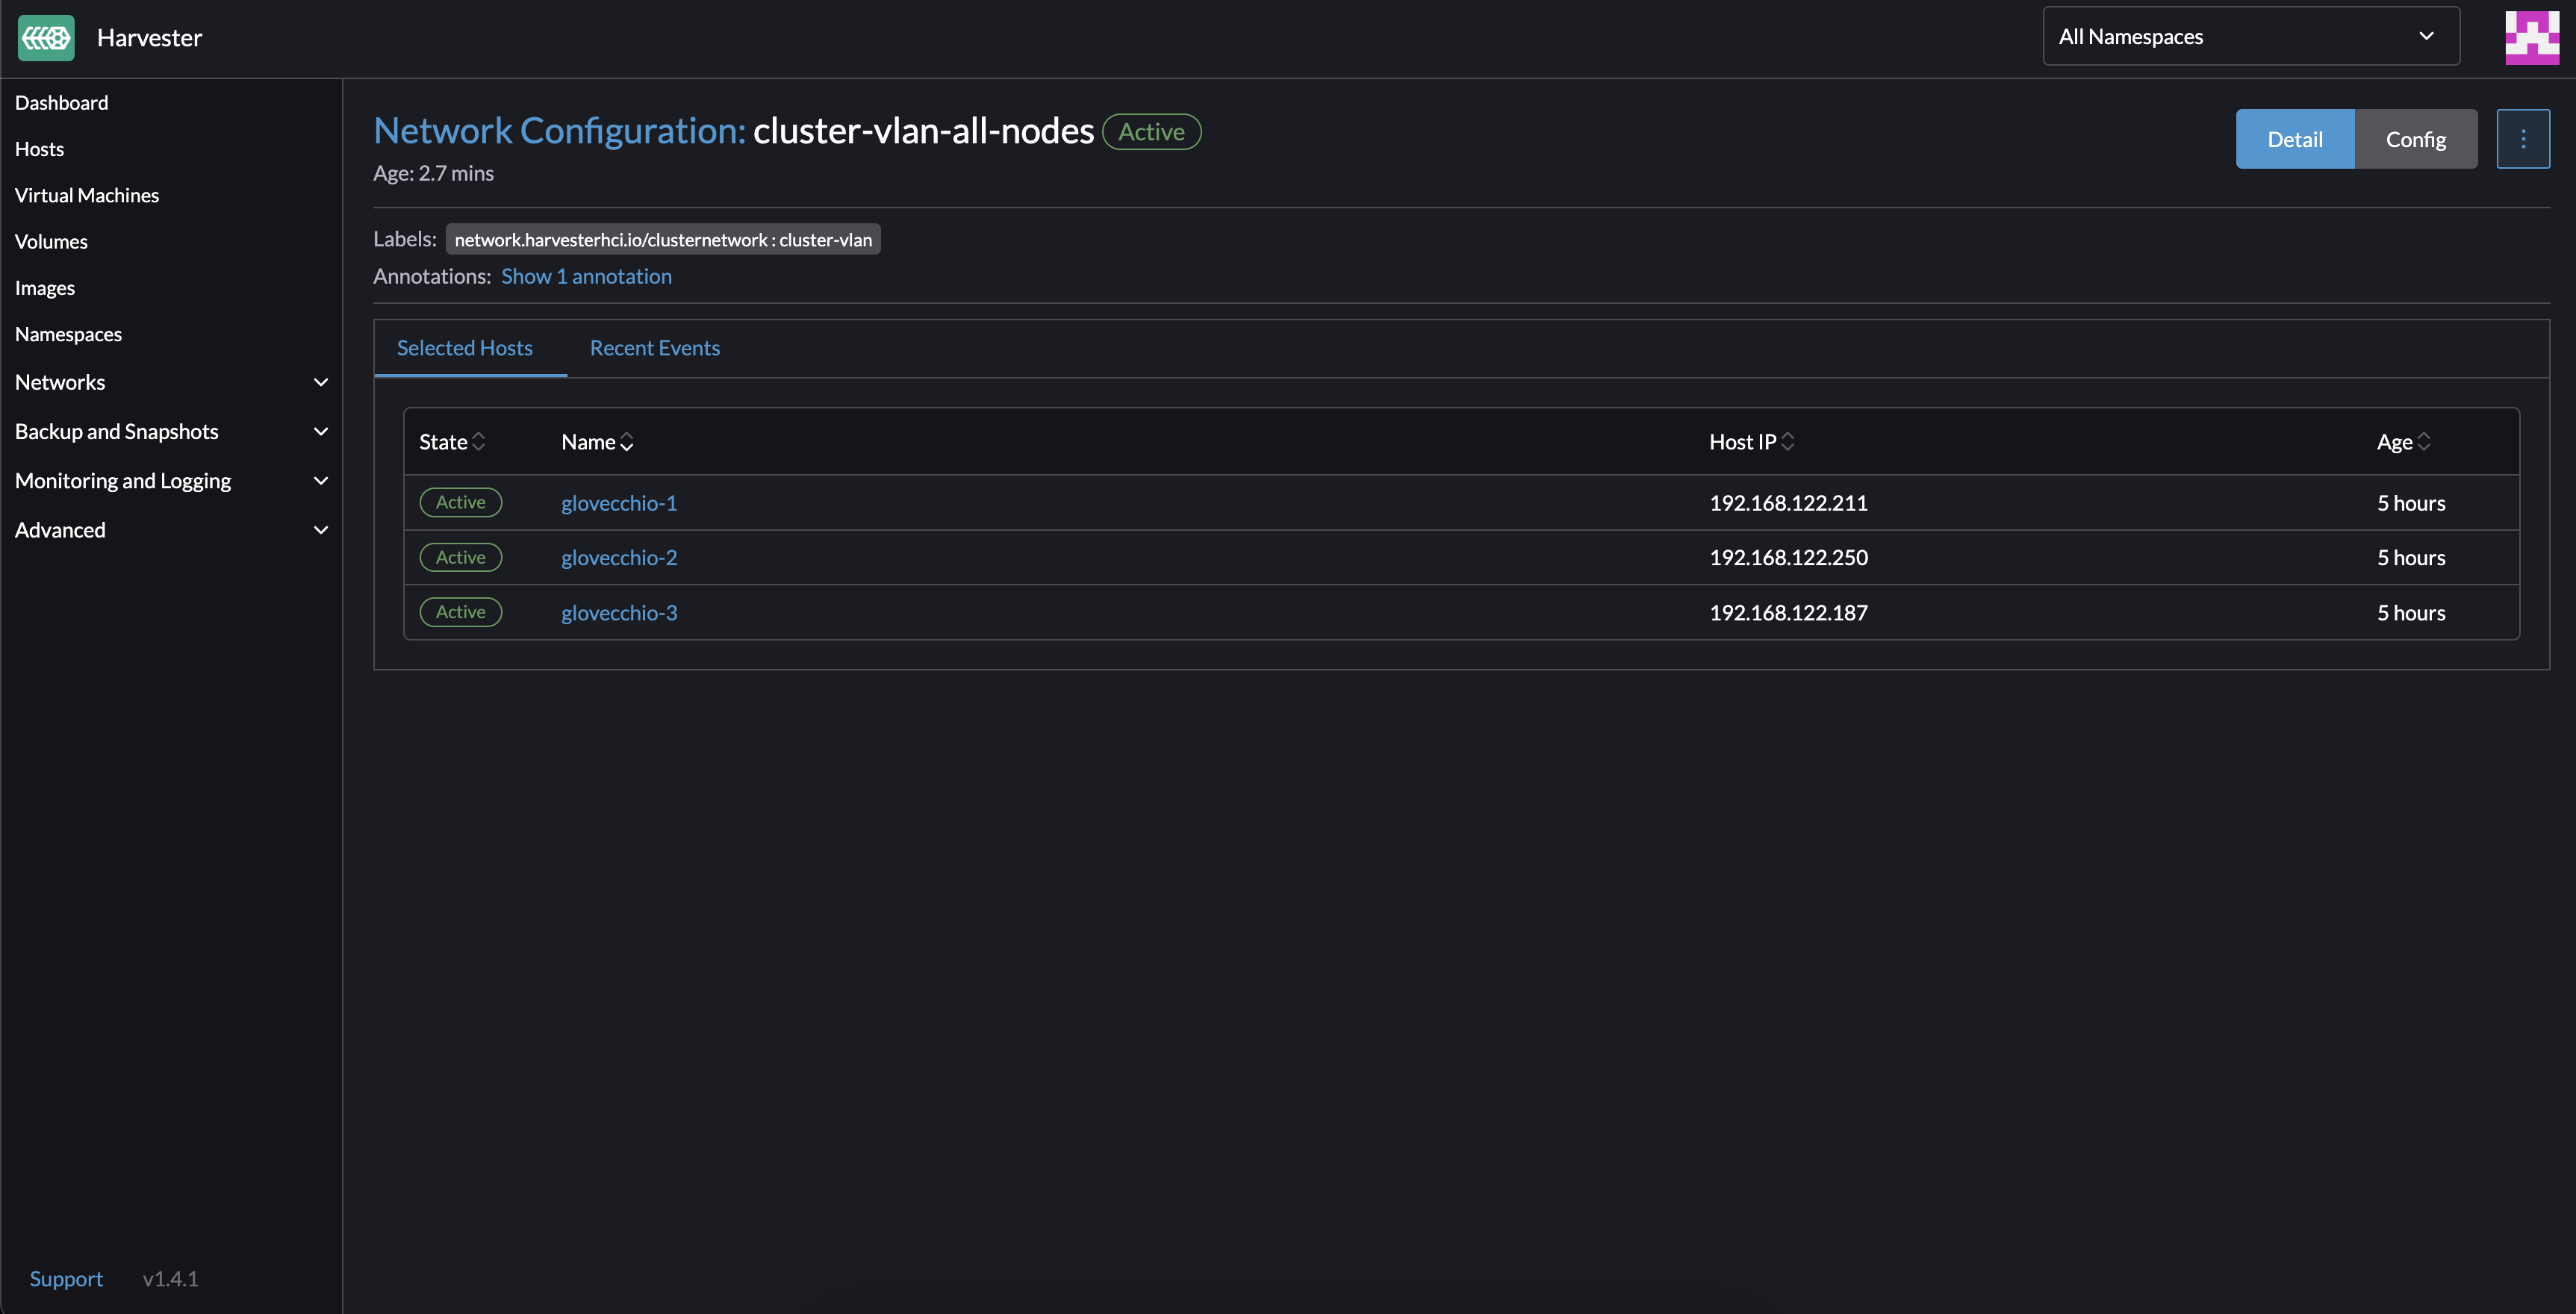 Harvester
All Namespaces
Dashboard
Hosts
Virtual Machines
Volumes
Images
Namespaces
Networks
Backup and Snapshots
Monitoring and Logging
Advanced
Support v1.4.1
Network Configuration: cluster-vlan-all-nodes Active
Age: 2.7 mins
Detail Config
Labels: network.harvesterhci.io/clusternetwork : cluster-vlan
Annotations: Show 1 annotation
Selected Hosts Recent Events
State Name Host IP Age
Active glovecchio-1 192.168.122.211 5 hours
Active glovecchio-2 192.168.122.250 5 hours
Active glovecchio-3 192.168.122.187 5 hours